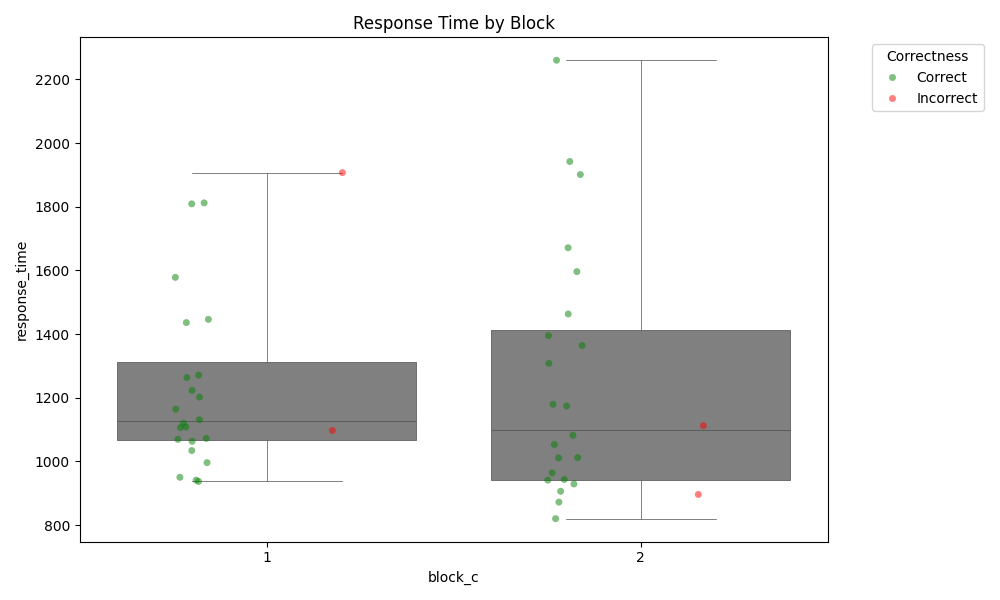 Response Time by Block
Correctness
Correct
Incorrect
response_time
2200
2000
1800
1600
1400
1200
1000
800
1
2
block_c